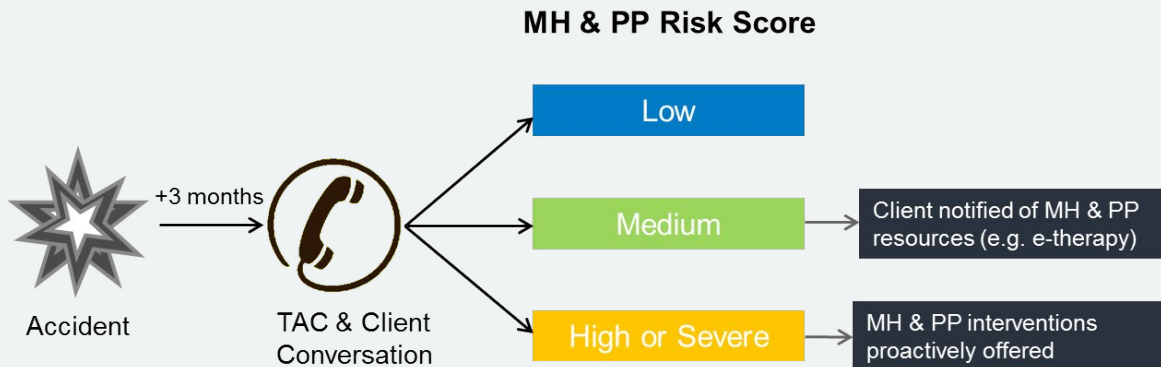 MH & PP Risk Score
Low
+3 months
Medium
Client notified of MH & PP
resources (e.g. e-therapy)
Accident
TAC & Client
Conversation
High or Severe
MH & PP interventions
proactively offered